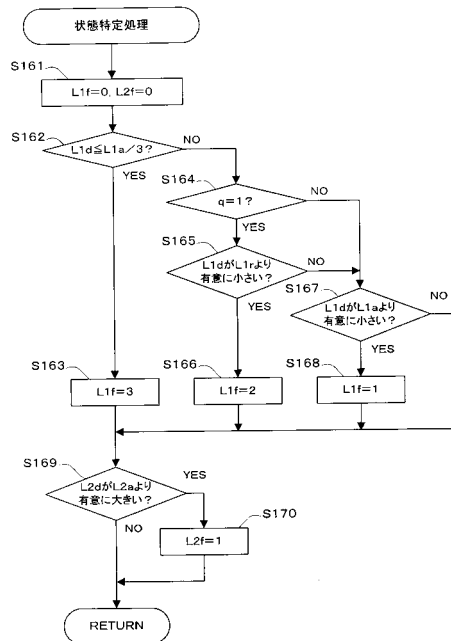 状態特定処理
S161
L1f=0, L2f=0
S162
L1d≦L1a／3？
NO
YES
S164
q=1？
NO
YES
S165
L1dがL1rより
有意に小さい？
NO
YES
S167
L1dがL1aより
有意に小さい？
NO
YES
S163
L1f=3
S166
L1f=2
S168
L1f=1
S169
L2dがL2aより
有意に大きい？
YES
NO
S170
L2f=1
RETURN